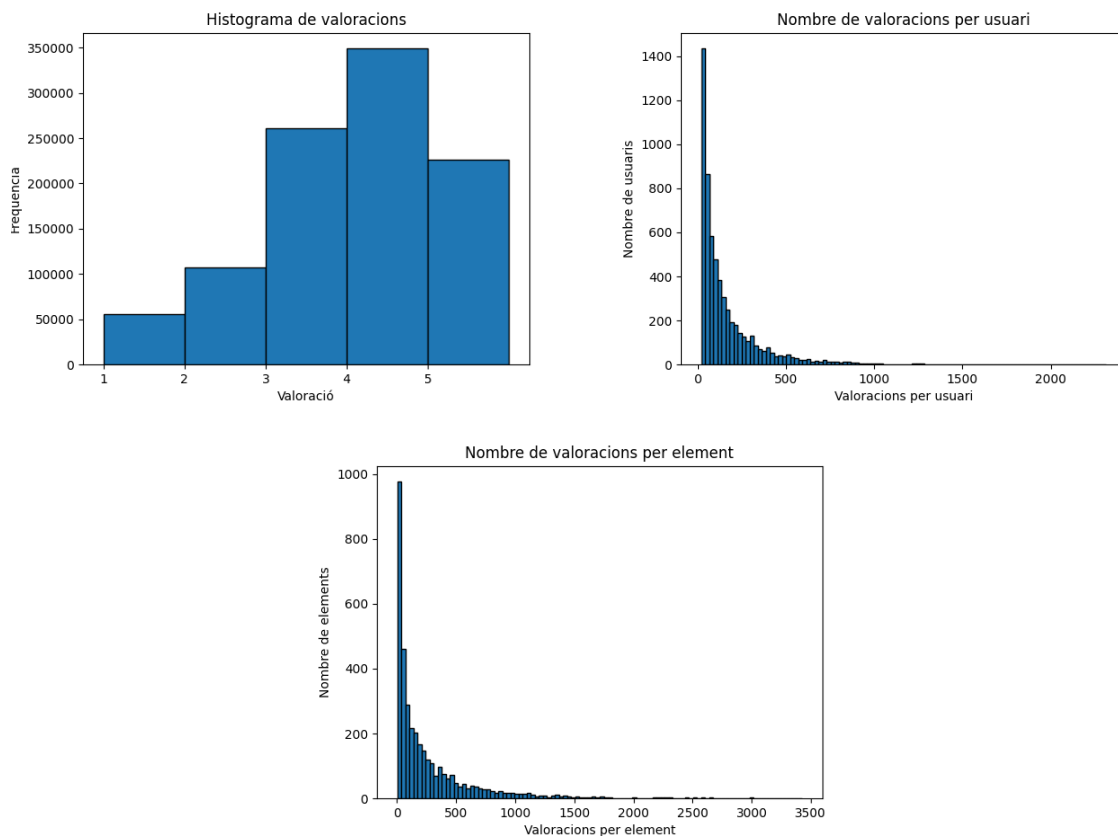 Histograma de valoracions
350000
300000
250000
200000
150000
100000
50000
0
Frequencia
1 2 3 4 5
Valoració
Nombre de valoracions per usuari
1400
1200
1000
800
600
400
200
0
Nombre de usuaris
0 500 1000 1500 2000
Valoracions per usuari
Nombre de valoracions per element
1000
800
600
400
200
0
Nombre de elements
0 500 1000 1500 2000 2500 3000 3500
Valoracions per element